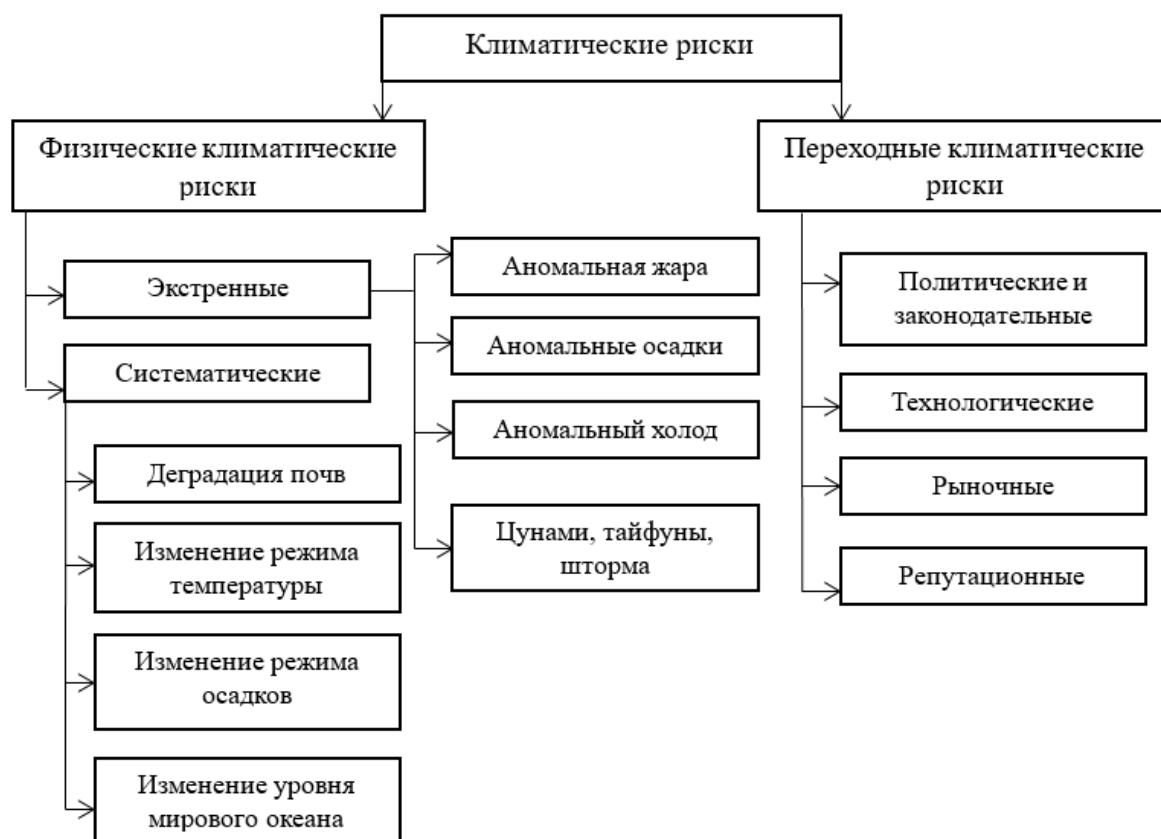 Климатические риски
Физические климатические
риски
Переходные климатические
риски
Экстренные
Систематические
Деградация почв
Изменение режима
температуры
Изменение режима
осадков
Изменение уровня
мирового океана
Аномальная жара
Аномальные осадки
Аномальный холод
Цунами, тайфуны,
шторма
Политические и
законодательные
Технологические
Рыночные
Репутационные